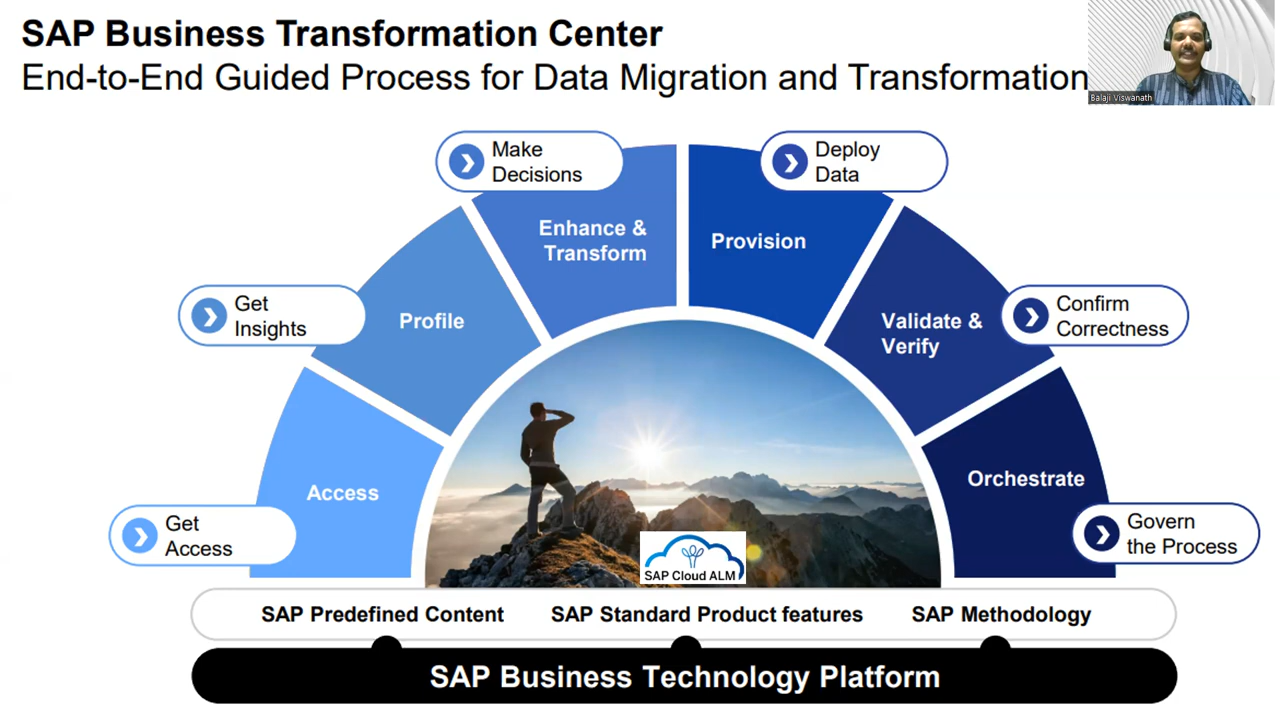 SAP Business Transformation Center
End-to-End Guided Process for Data Migration and Transformation
Balaji Viswanath
Make
Decisions
Deploy
Data
Enhance &
Transform
Provision
Get
Insights
Profile
Validate &
Verify
Confirm
Correctness
Access
Get
Access
Orchestrate
Govern
the Process
SAP Cloud ALM
SAP Predefined Content
SAP Standard Product features
SAP Methodology
SAP Business Technology Platform